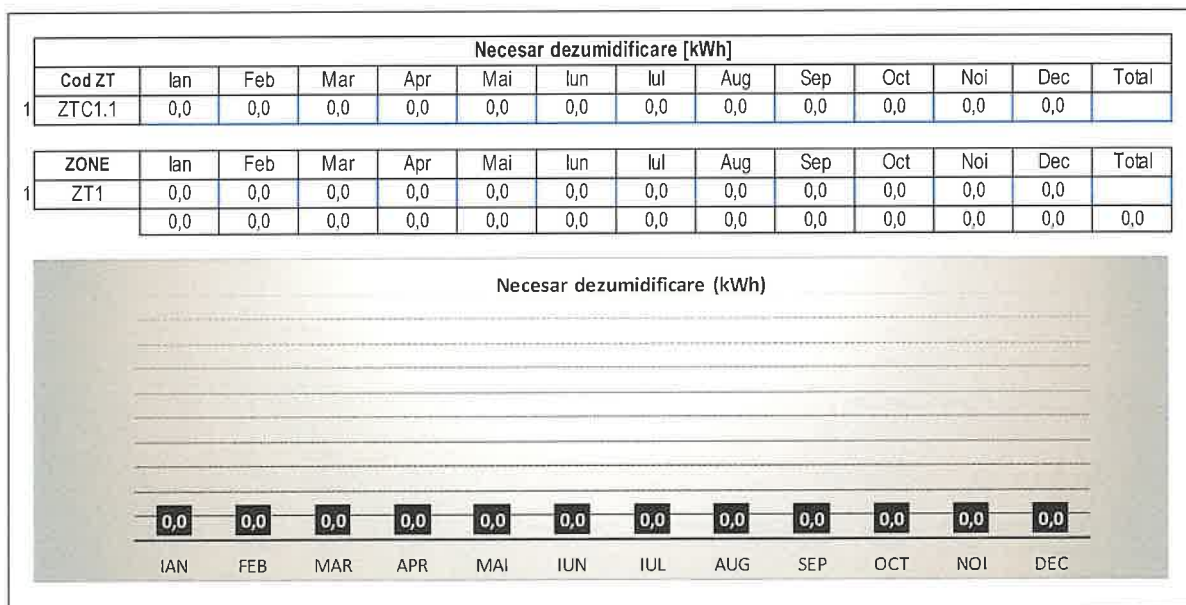 Necesar dezumidificare [kWh]
Cod ZT Ian Feb Mar Apr Mai Iun Iul Aug Sep Oct Noi Dec Total
1 ZTC1.1 0,0 0,0 0,0 0,0 0,0 0,0 0,0 0,0 0,0 0,0 0,0 0,0
ZONE Ian Feb Mar Apr Mai Iun Iul Aug Sep Oct Noi Dec Total
1 ZT1 0,0 0,0 0,0 0,0 0,0 0,0 0,0 0,0 0,0 0,0 0,0 0,0
0,0 0,0 0,0 0,0 0,0 0,0 0,0 0,0 0,0 0,0 0,0 0,0 0,0
Necesar dezumidificare (kWh)
0,0 0,0 0,0 0,0 0,0 0,0 0,0 0,0 0,0 0,0 0,0 0,0
IAN FEB MAR APR MAI IUN IUL AUG SEP OCT NOI DEC